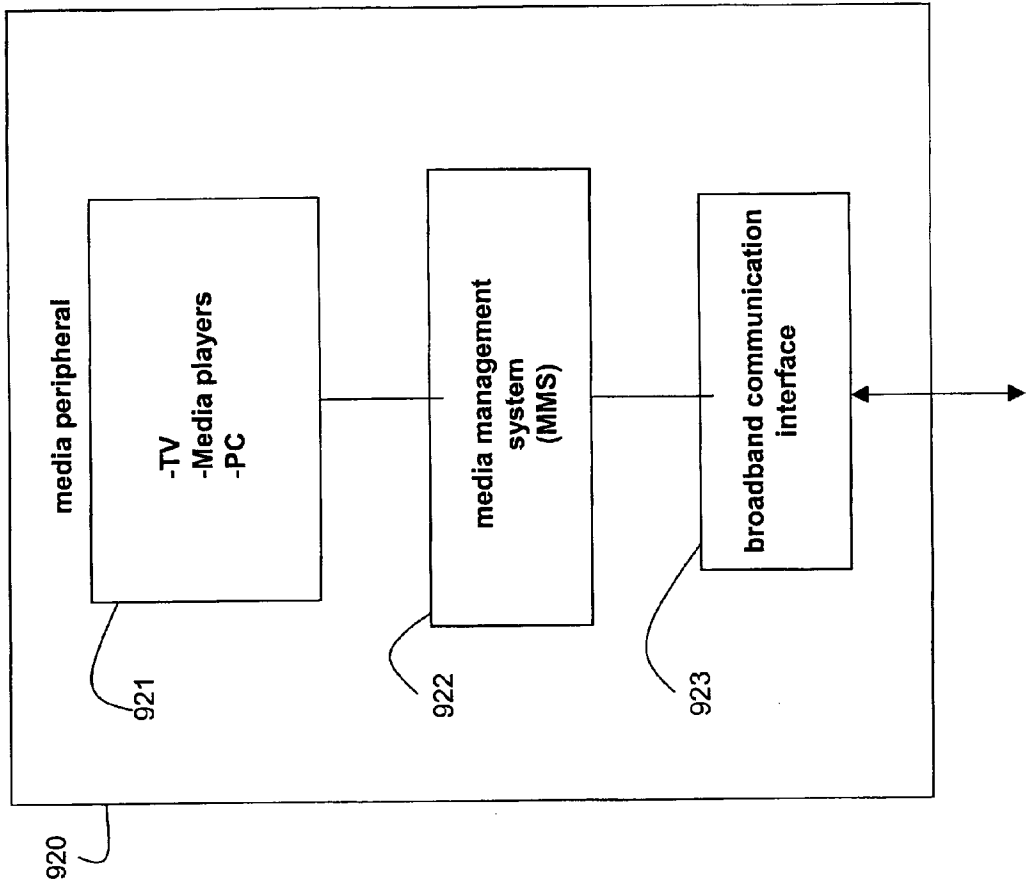 media peripheral
-TV
-Media players
-PC
921
media management
system
(MMS)
922
broadband communication
interface
923
920